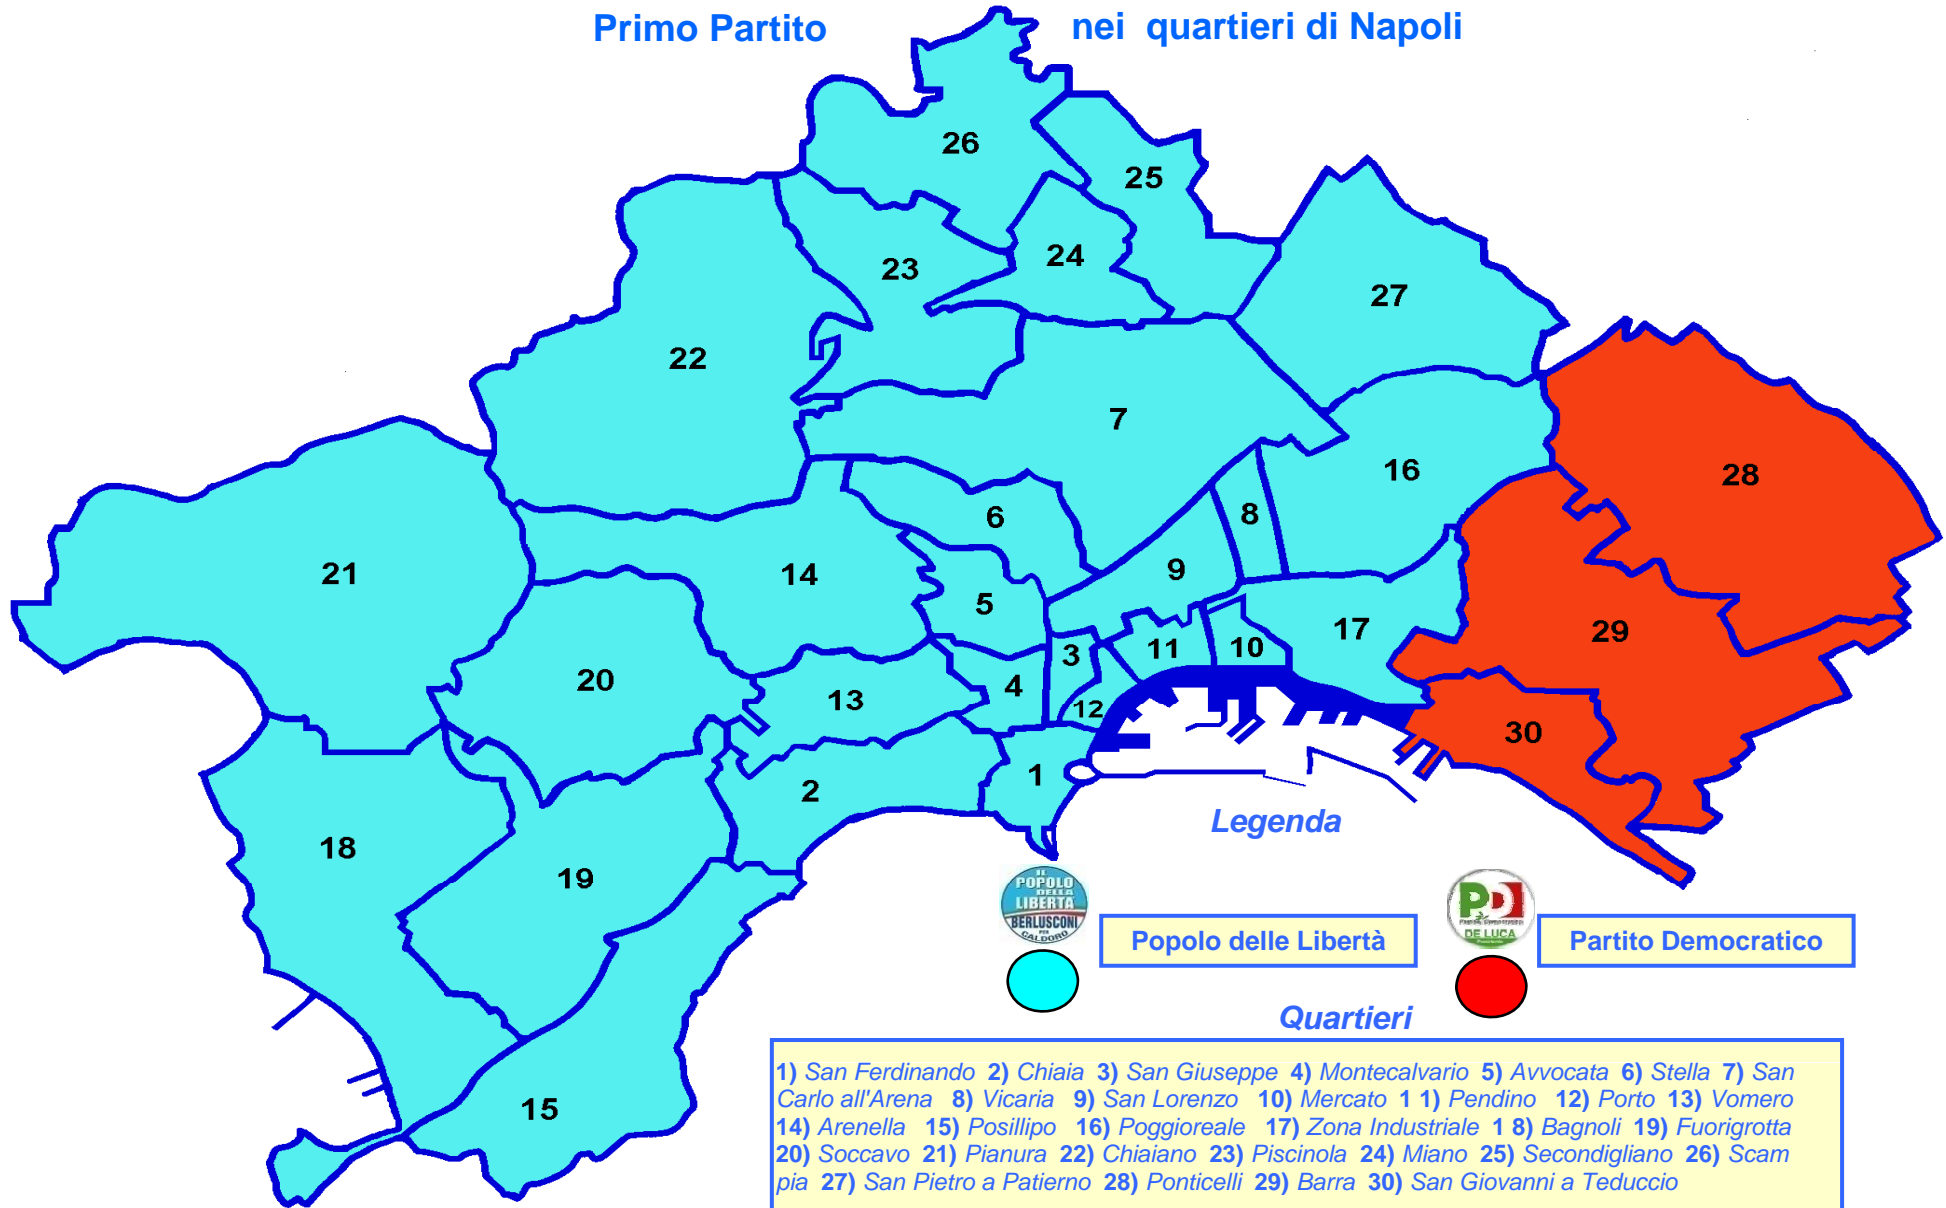 Primo Partito nei quartieri di Napoli
26
25
24
23
27
22
7
28
16
6
8
21
14
9
5
29
17
3
11
10
20
4
13
12
30
1
2
18
19
15
Legenda
IL
POPOLO
DELLA
LIBERTÀ
BERLUSCONI
PER
CALDORO
Popolo delle Libertà
PD
DE LUCA
Partito Democratico
Quartieri
1) San Ferdinando 2) Chiaia 3) San Giuseppe 4) Montecalvario 5) Avvocata 6) Stella 7) San
Carlo all'Arena 8) Vicaria 9) San Lorenzo 10) Mercato 1 1) Pendino 12) Porto 13) Vomero
14) Arenella 15) Posillipo 16) Poggioreale 17) Zona Industriale 1 8) Bagnoli 19) Fuorigrotta
20) Soccavo 21) Pianura 22) Chiaiano 23) Piscinola 24) Miano 25) Secondigliano 26) Scam
pia 27) San Pietro a Patierno 28) Ponticelli 29) Barra 30) San Giovanni a Teduccio